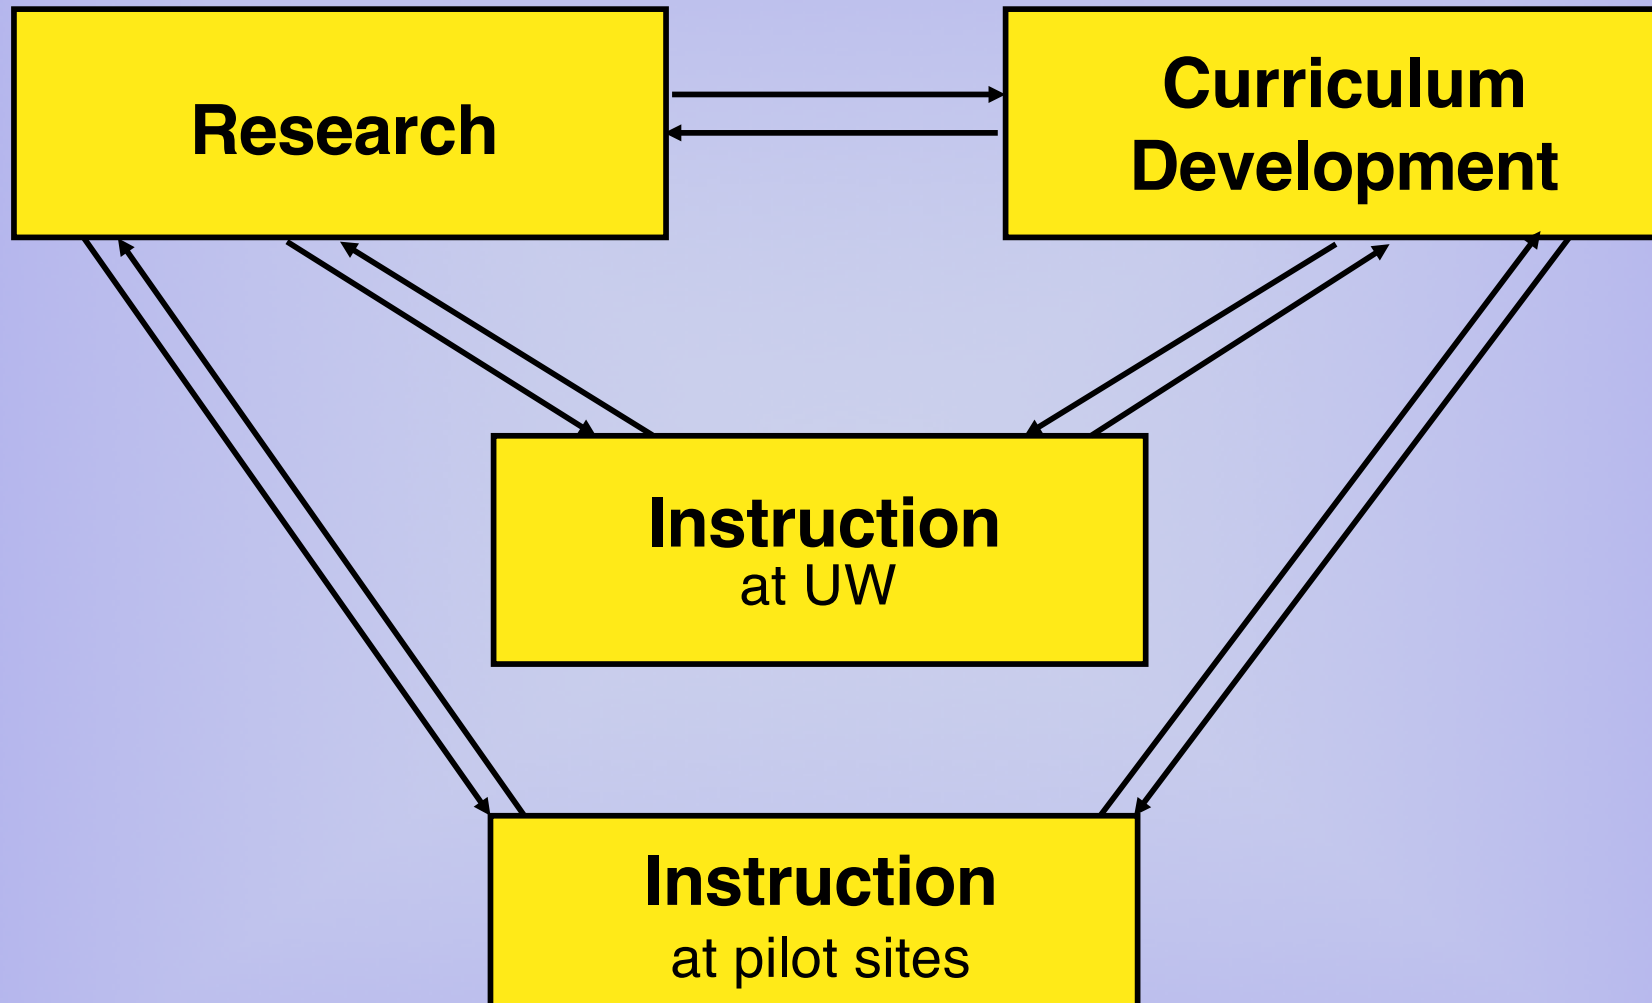 Research
Curriculum
Development
Instruction
at UW
Instruction
at pilot sites